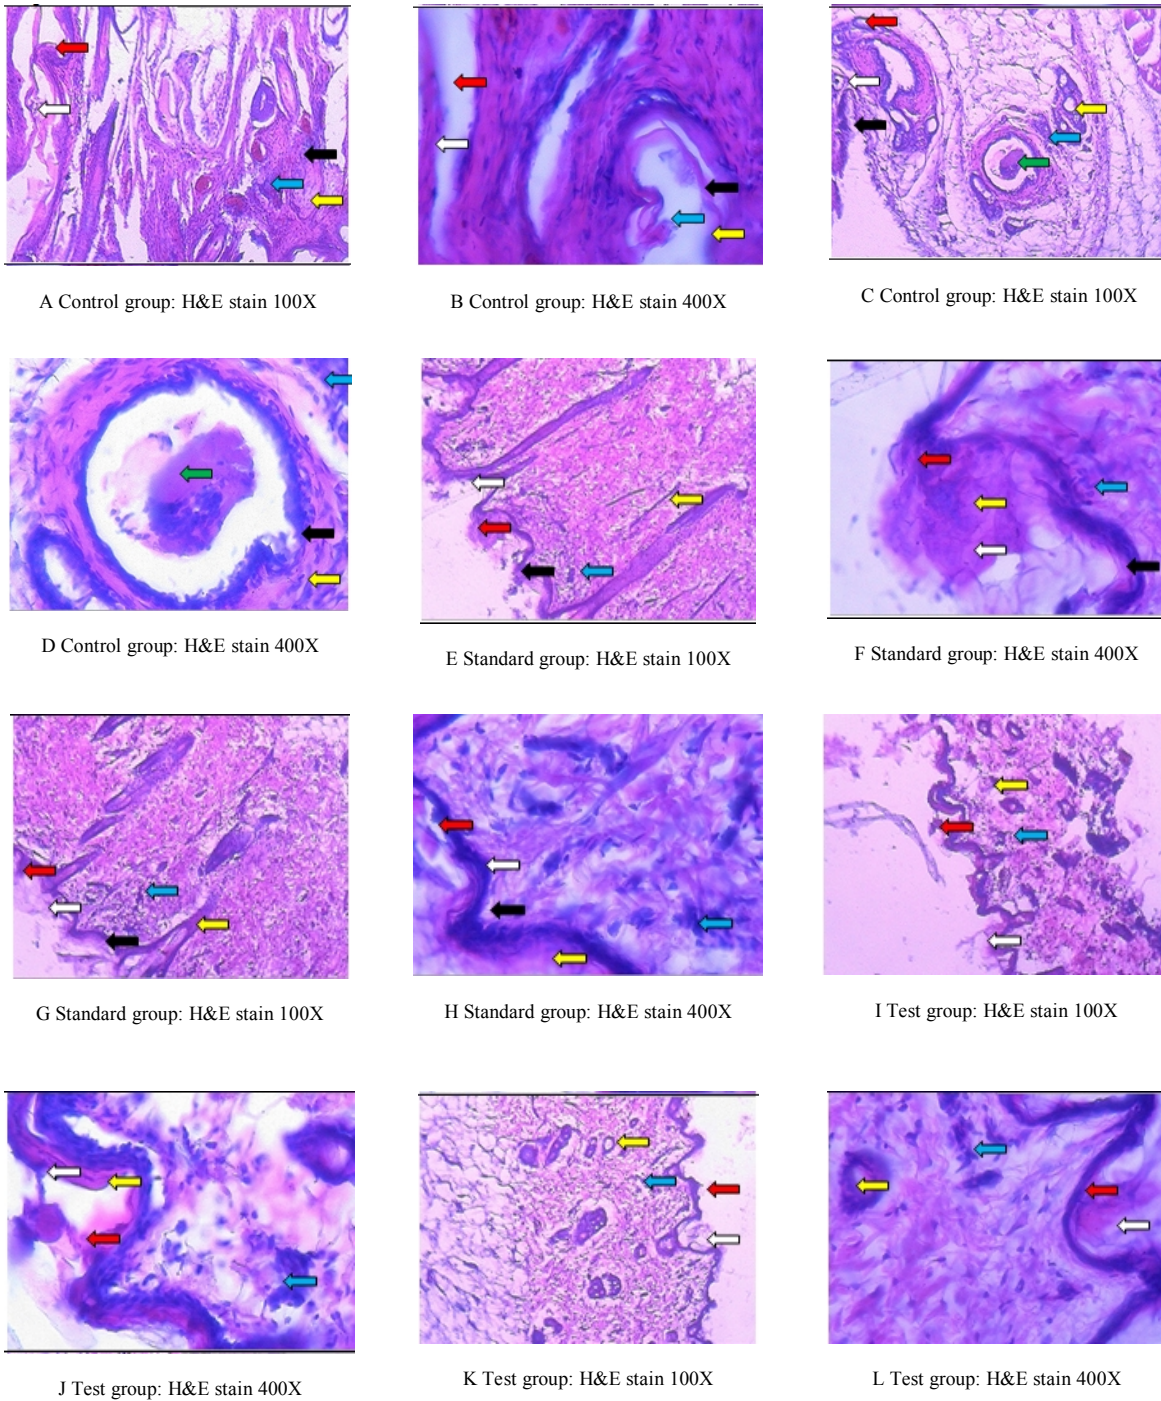 A Control group: H&E stain 100X
B Control group: H&E stain 400X
C Control group: H&E stain 100X
D Control group: H&E stain 400X
E Standard group: H&E stain 100X
F Standard group: H&E stain 400X
G Standard group: H&E stain 100X
H Standard group: H&E stain 400X
I Test group: H&E stain 100X
J Test group: H&E stain 400X
K Test group: H&E stain 100X
L Test group: H&E stain 400X